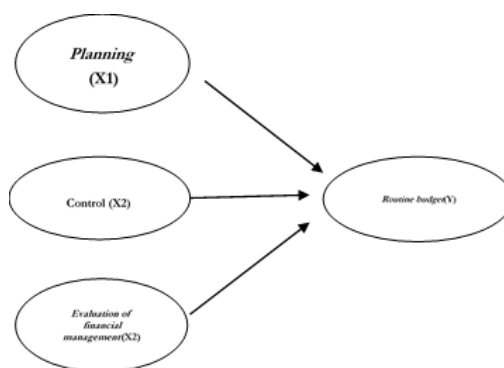 Planning
(X1)
Control (X2)
Routine budget(Y)
Evaluation of
financial
management(X2)